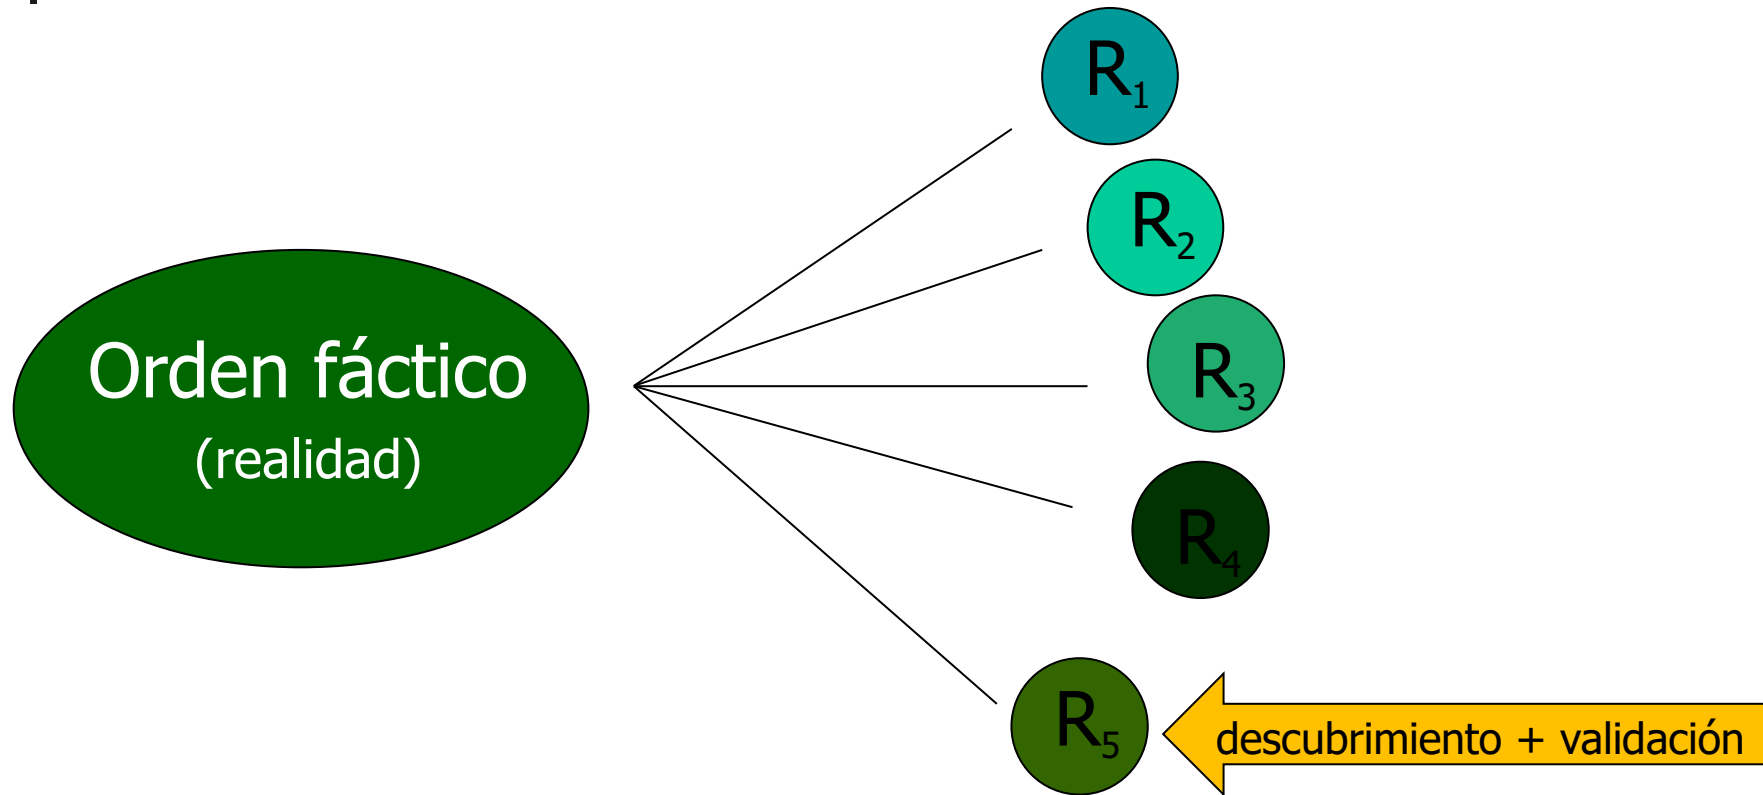 R₁
R₂
Orden fáctico
R₃
(realidad)
R₄
R₅
descubrimiento + validación